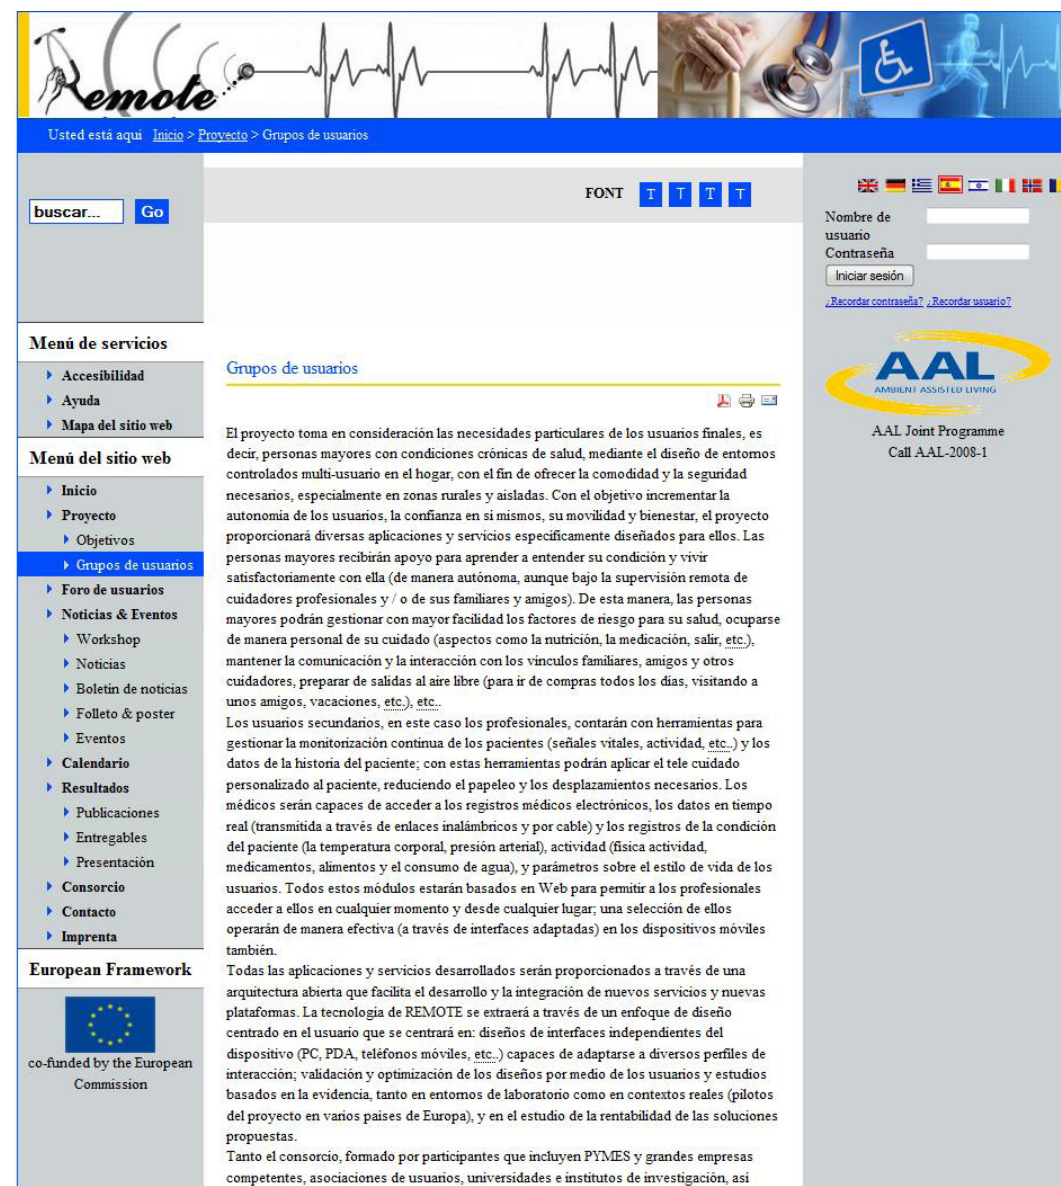 Remote
Usted está aquí Inicio > Proyecto > Grupos de usuarios
buscar... Go
FONT T T T T
Nombre de
usuario
Contraseña
Iniciar sesión
¿Recordar contraseña? ¿Recordar usuario?
AAL
AMBIENT ASSISTED LIVING
AAL Joint Programme
Call AAL-2008-1
Menú de servicios
Accesibilidad
Ayuda
Mapa del sitio web
Menú del sitio web
Inicio
Proyecto
Objetivos
Grupos de usuarios
Foro de usuarios
Noticias & Eventos
Workshop
Noticias
Boletín de noticias
Folleto & poster
Eventos
Calendario
Resultados
Publicaciones
Entregables
Presentación
Consorcio
Contacto
Imprenta
European Framework
co-funded by the European
Commission
Grupos de usuarios
El proyecto toma en consideración las necesidades particulares de los usuarios finales, es
decir, personas mayores con condiciones crónicas de salud, mediante el diseño de entornos
controlados multi-usuario en el hogar, con el fin de ofrecer la comodidad y la seguridad
necesarios, especialmente en zonas rurales y aisladas. Con el objetivo incrementar la
autonomía de los usuarios, la confianza en sí mismos, su movilidad y bienestar, el proyecto
proporcionará diversas aplicaciones y servicios específicamente diseñados para ellos. Las
personas mayores recibirán apoyo para aprender a entender su condición y vivir
satisfactoriamente con ella (de manera autónoma, aunque bajo la supervisión remota de
cuidadores profesionales y / o de sus familiares y amigos). De esta manera, las personas
mayores podrán gestionar con mayor facilidad los factores de riesgo para su salud, ocuparse
de manera personal de su cuidado (aspectos como la nutrición, la medicación, salir, etc.),
mantener la comunicación y la interacción con los vínculos familiares, amigos y otros
cuidadores, preparar de salidas al aire libre (para ir de compras todos los días, visitando a
unos amigos, vacaciones, etc.), etc..
Los usuarios secundarios, en este caso los profesionales, contarán con herramientas para
gestionar la monitorización continua de los pacientes (señales vitales, actividad, etc..) y los
datos de la historia del paciente; con estas herramientas podrán aplicar el tele cuidado
personalizado al paciente, reduciendo el papeleo y los desplazamientos necesarios. Los
médicos serán capaces de acceder a los registros médicos electrónicos, los datos en tiempo
real (transmitida a través de enlaces inalámbricos y por cable) y los registros de la condición
del paciente (la temperatura corporal, presión arterial), actividad (física actividad,
medicamentos, alimentos y el consumo de agua), y parámetros sobre el estilo de vida de los
usuarios. Todos estos módulos estarán basados en Web para permitir a los profesionales
acceder a ellos en cualquier momento y desde cualquier lugar; una selección de ellos
operarán de manera efectiva (a través de interfaces adaptadas) en los dispositivos móviles
también.
Todas las aplicaciones y servicios desarrollados serán proporcionados a través de una
arquitectura abierta que facilita el desarrollo y la integración de nuevos servicios y nuevas
plataformas. La tecnología de REMOTE se extraerá a través de un enfoque de diseño
centrado en el usuario que se centrará en: diseños de interfaces independientes del
dispositivo (PC, PDA, teléfonos móviles, etc..) capaces de adaptarse a diversos perfiles de
interacción; validación y optimización de los diseños por medio de los usuarios y estudios
basados en la evidencia, tanto en entornos de laboratorio como en contextos reales (pilotos
del proyecto en varios países de Europa), y en el estudio de la rentabilidad de las soluciones
propuestas.
Tanto el consorcio, formado por participantes que incluyen PYMES y grandes empresas
competentes, asociaciones de usuarios, universidades e institutos de investigación, así